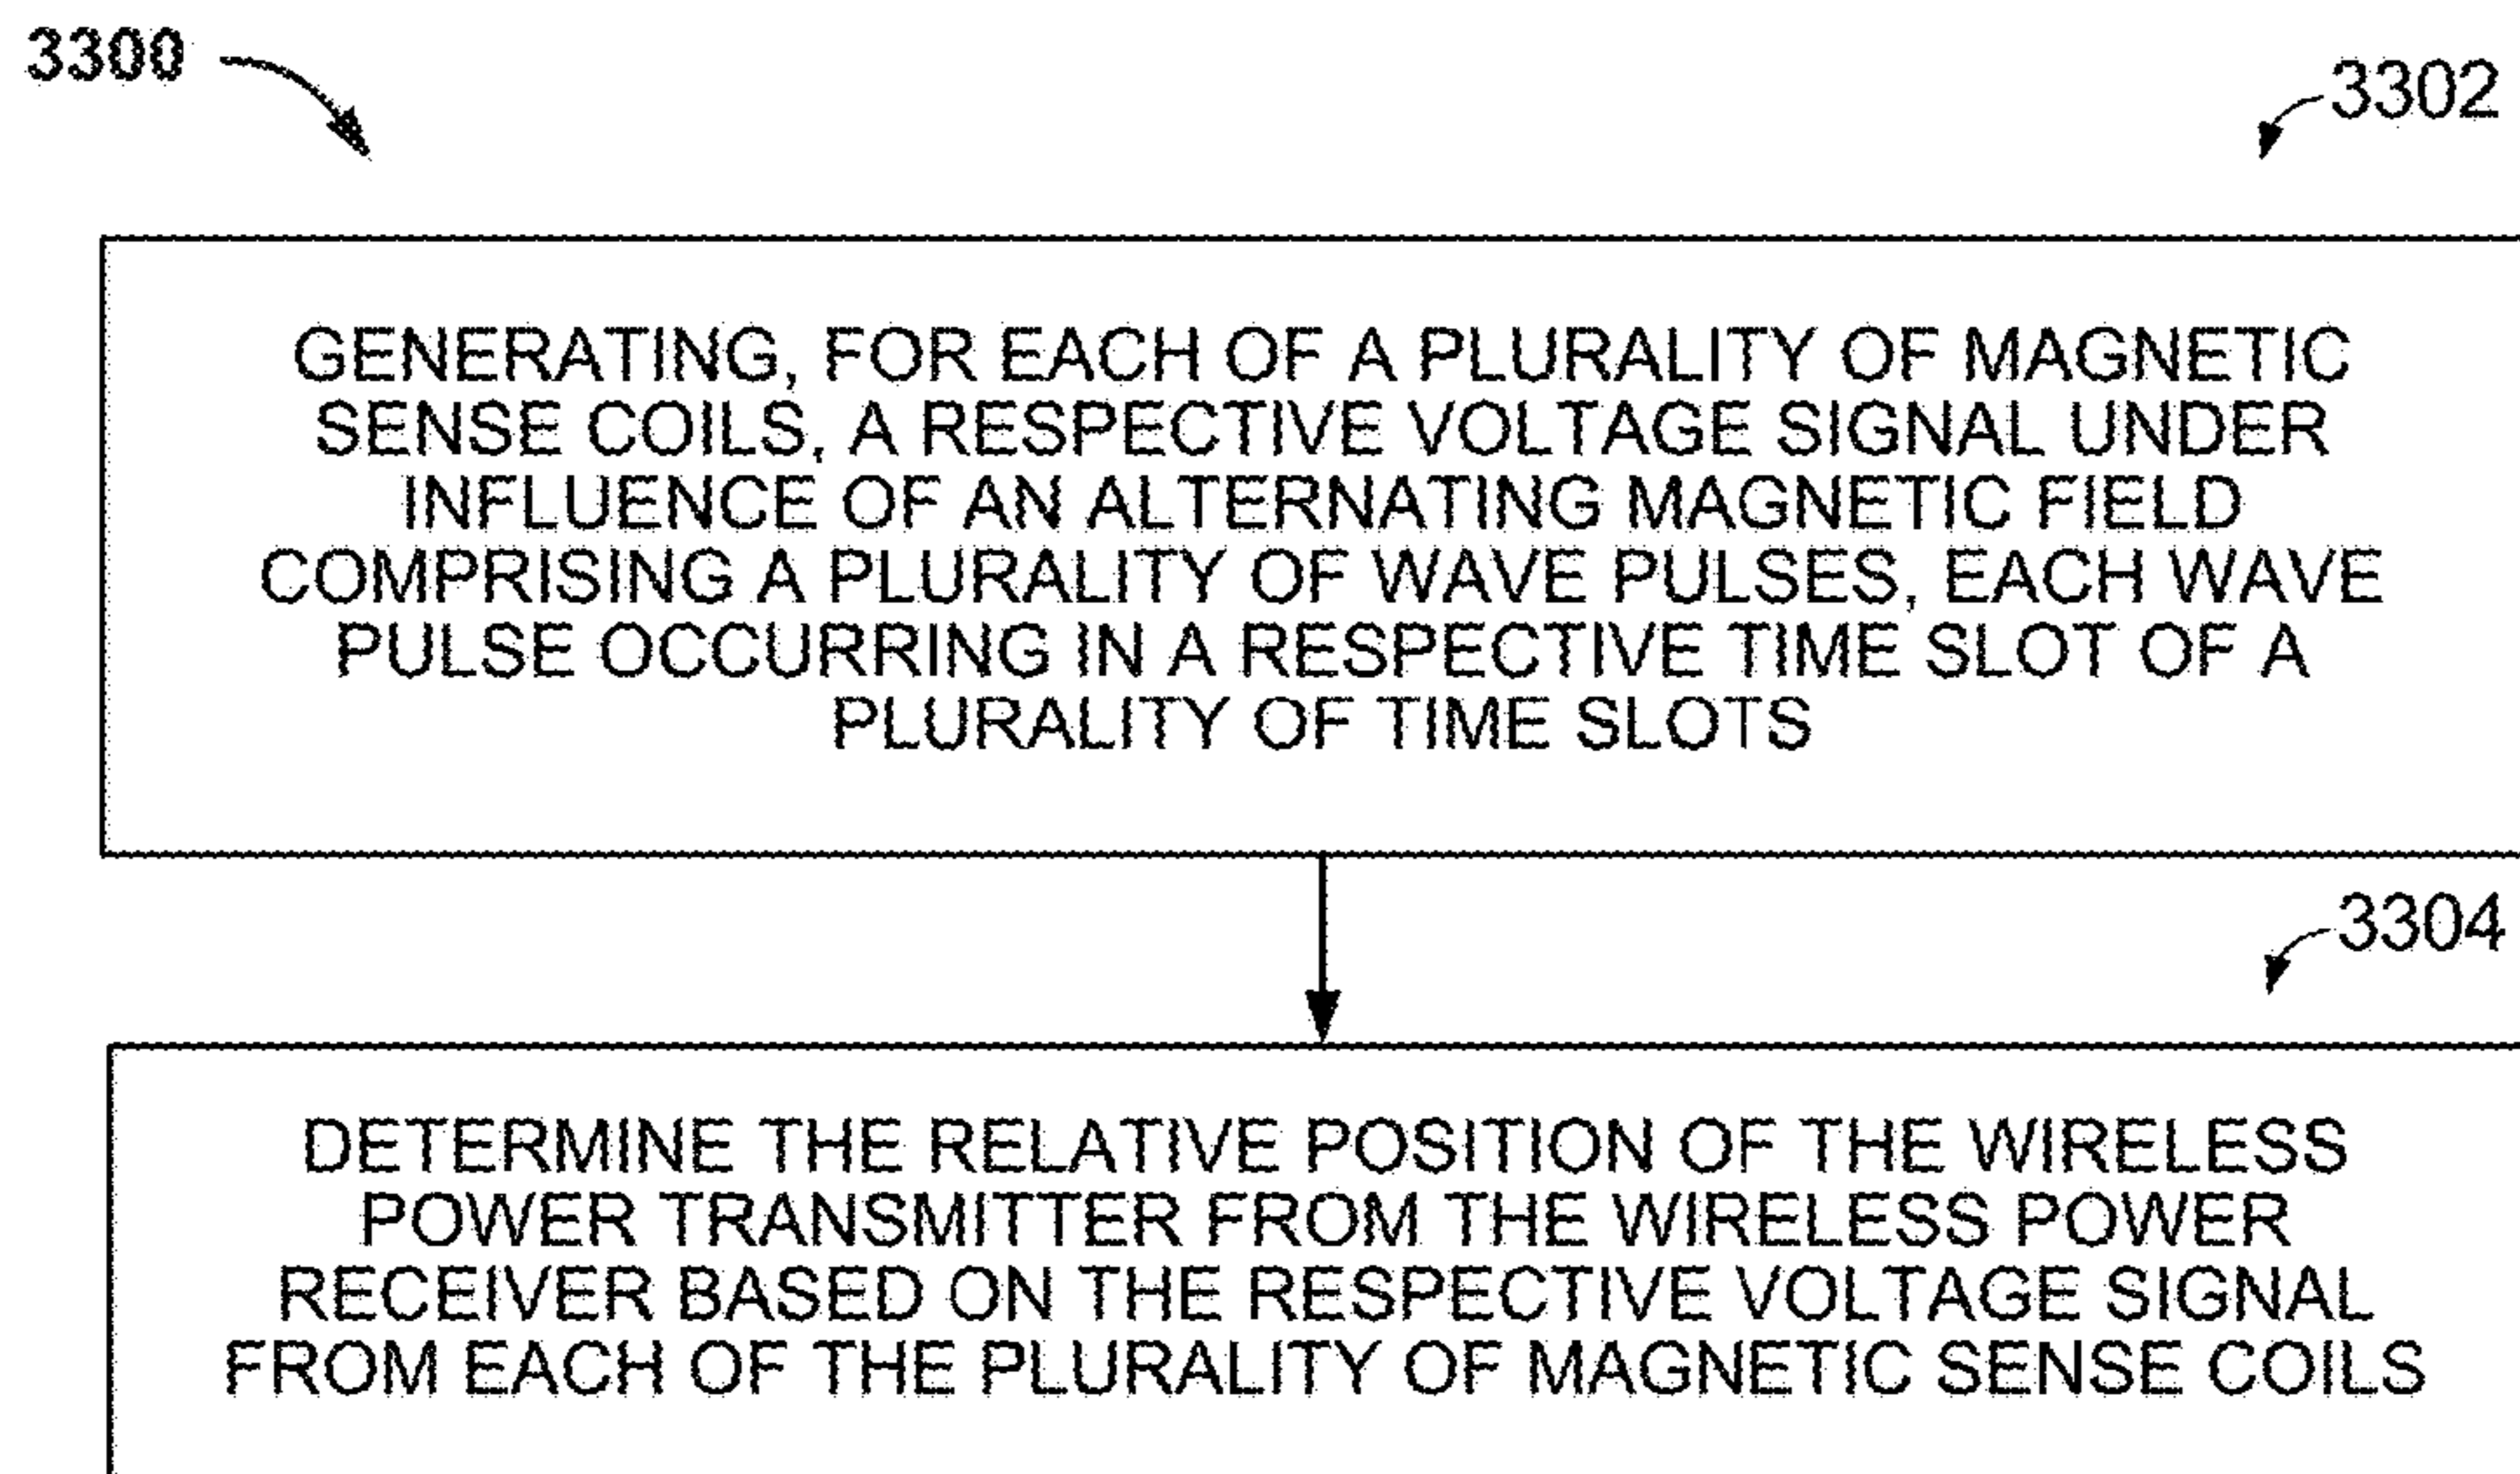 3300
3302
GENERATING, FOR EACH OF A PLURALITY OF MAGNETIC
SENSE COILS, A RESPECTIVE VOLTAGE SIGNAL UNDER
INFLUENCE OF AN ALTERNATING MAGNETIC FIELD
COMPRISING A PLURALITY OF WAVE PULSES, EACH WAVE
PULSE OCCURRING IN A RESPECTIVE TIME SLOT OF A
PLURALITY OF TIME SLOTS
3304
DETERMINE THE RELATIVE POSITION OF THE WIRELESS
POWER TRANSMITTER FROM THE WIRELESS POWER
RECEIVER BASED ON THE RESPECTIVE VOLTAGE SIGNAL
FROM EACH OF THE PLURALITY OF MAGNETIC SENSE COILS